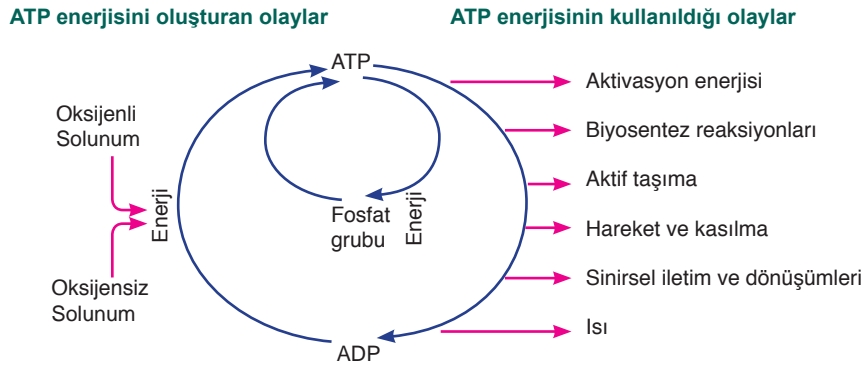 ATP enerjisini oluşturan olaylar
ATP enerjisinin kullanıldığı olaylar
ATP
Oksijenli
Solunum
Enerji
Oksijensiz
Solunum
Fosfat
grubu
Enerji
ADP
Aktivasyon enerjisi
Biyosentez reaksiyonları
Aktif taşıma
Hareket ve kasılma
Sinirsel iletim ve dönüşümleri
Isı